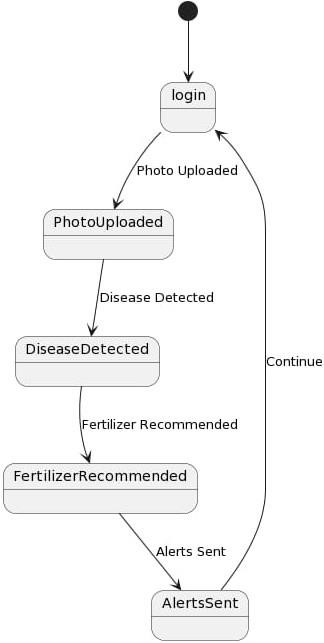 login
Photo Uploaded
PhotoUploaded
Disease Detected
DiseaseDetected
Continue
Fertilizer Recommended
FertilizerRecommended
Alerts Sent
AlertsSent